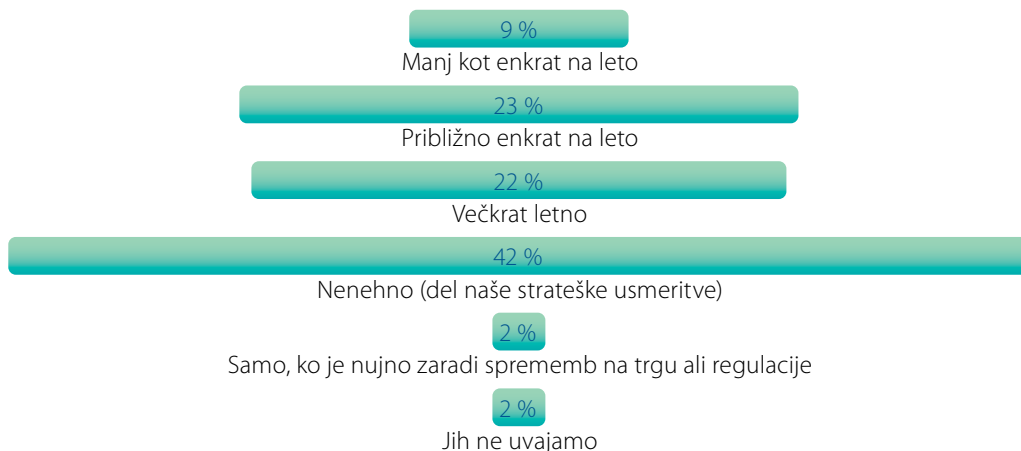 9 %
Manj kot enkrat na leto
23 %
Približno enkrat na leto
22 %
Večkrat letno
42 %
Nenehno (del naše strateške usmeritve)
2 %
Samo, ko je nujno zaradi sprememb na trgu ali regulacije
2 %
Jih ne uvajamo